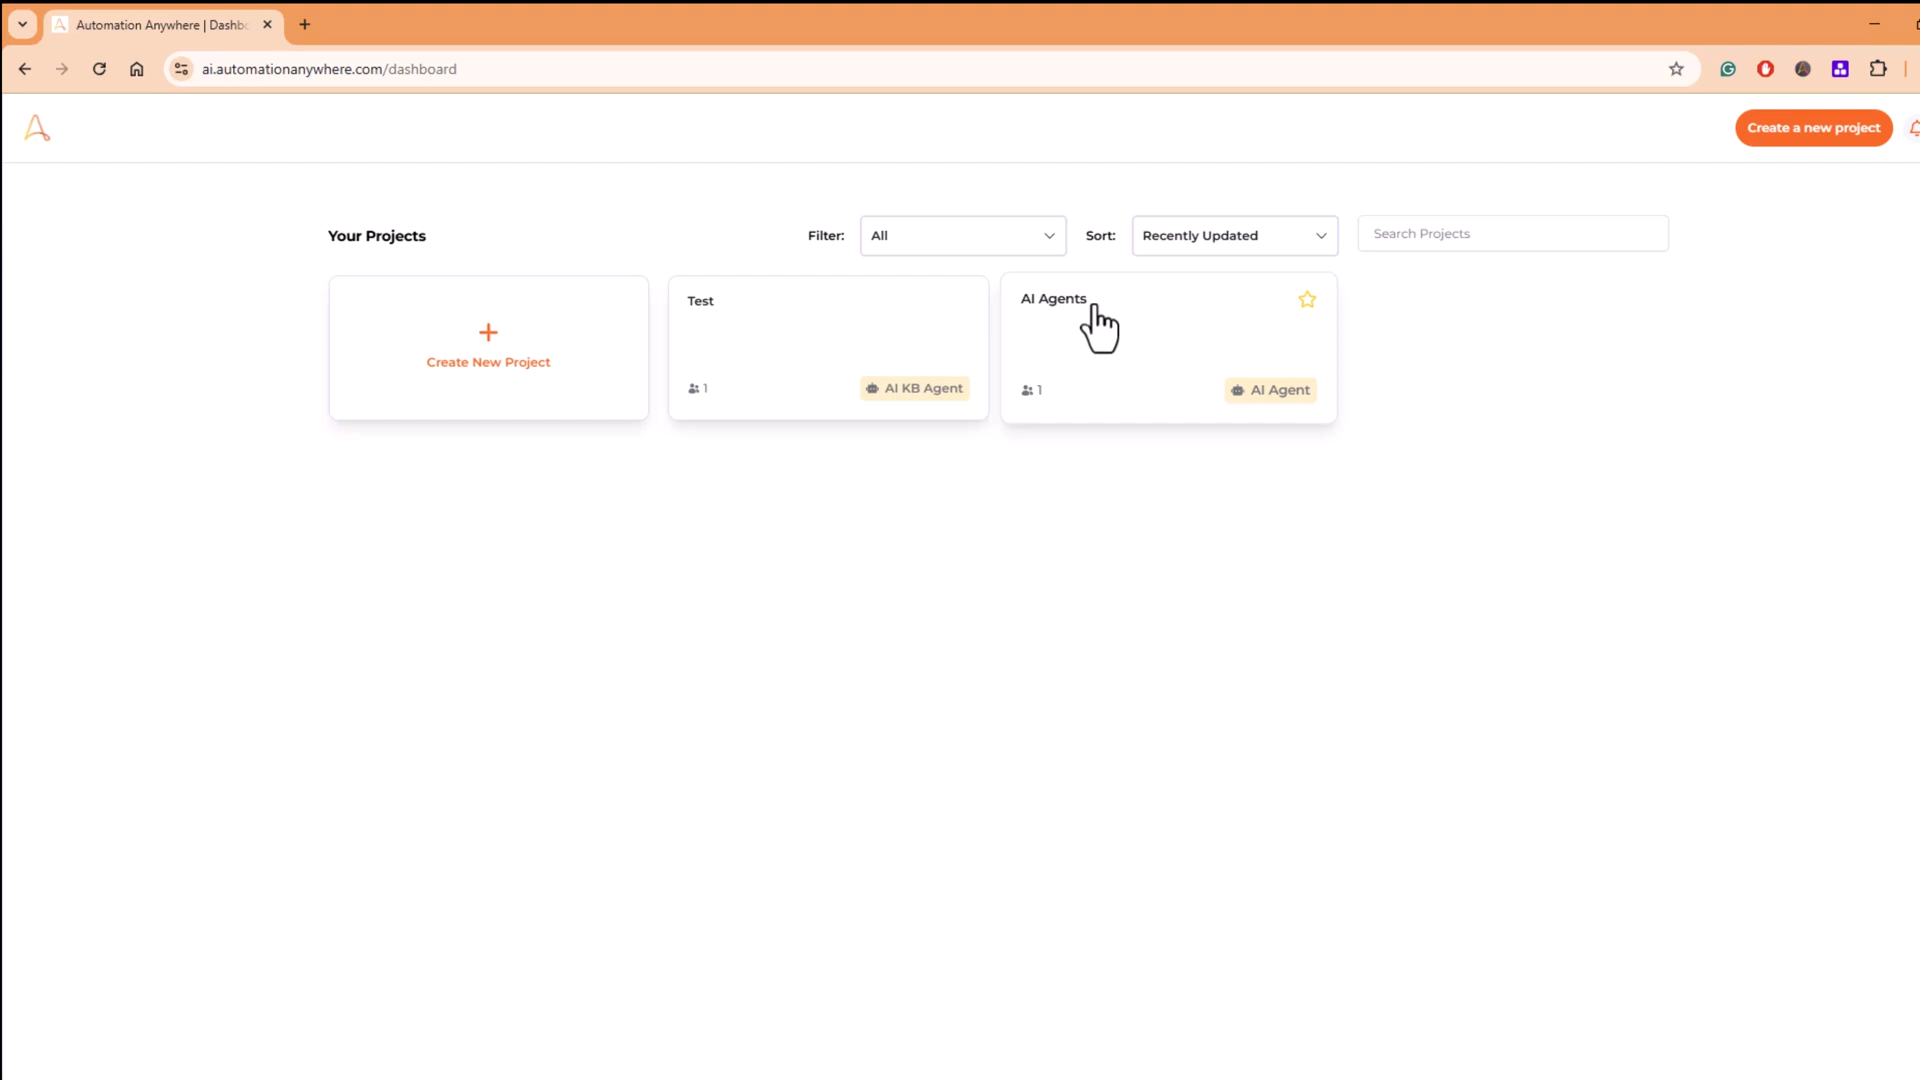 Automation Anywhere | Dashbo
ai.automationanywhere.com/dashboard
Create a new project
Your Projects
Filter:
All
Sort:
Recently Updated
Search Projects
Create New Project
Test
1
AI KB Agent
AI Agents
1
AI Agent